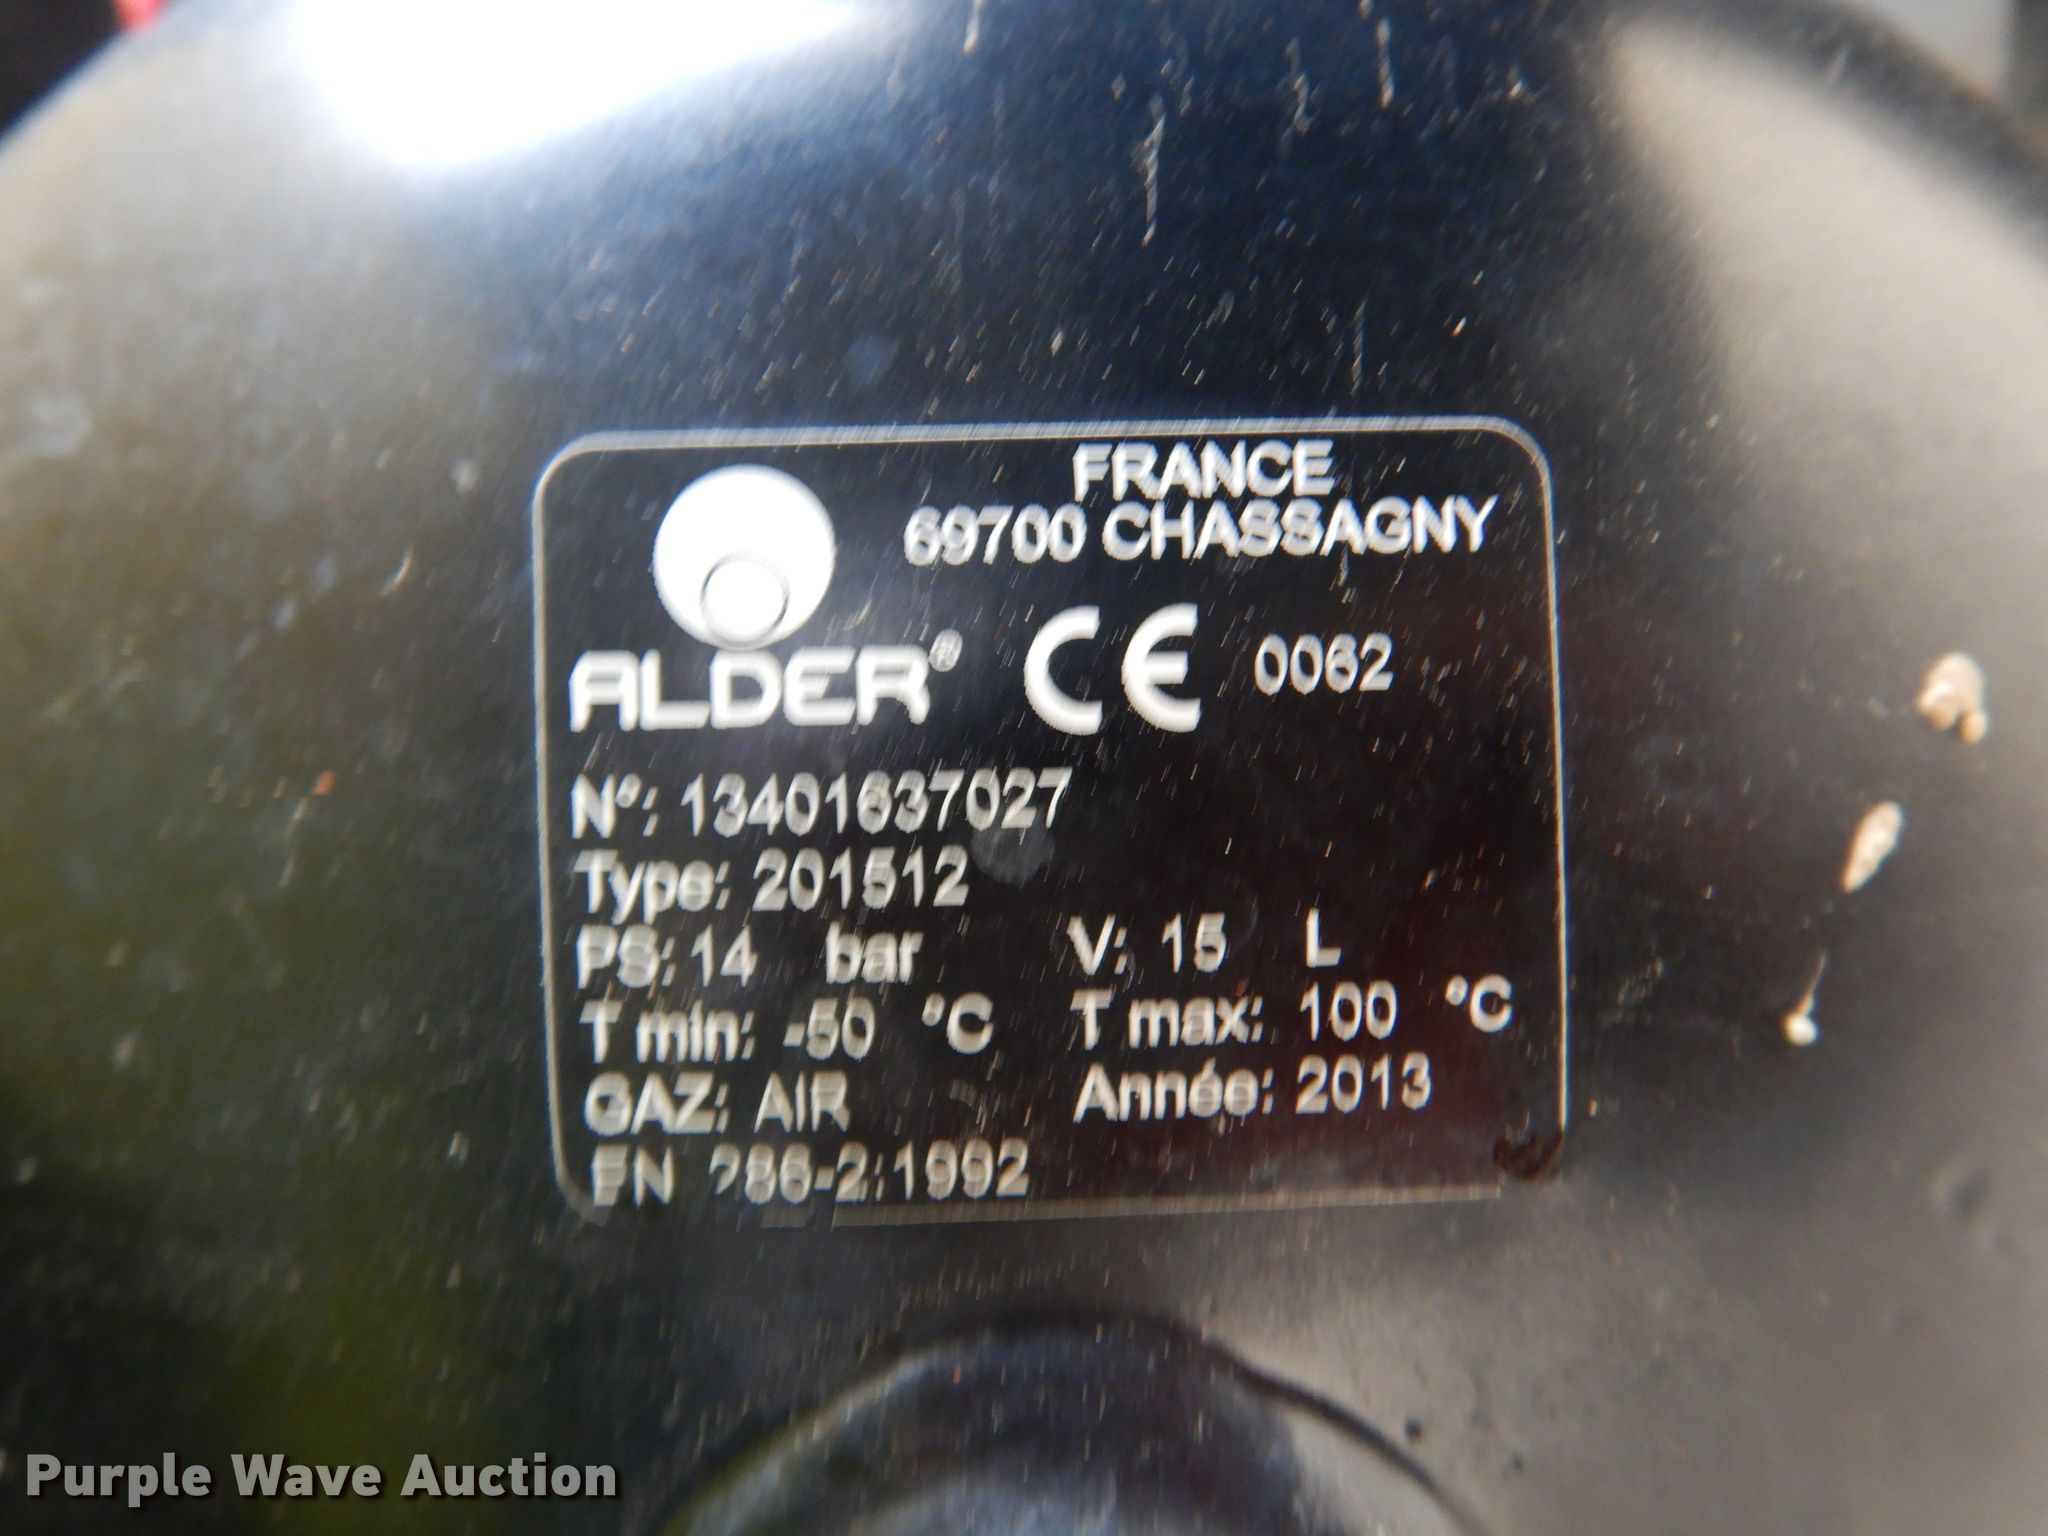 FRANCE
69700 CHASSAGNY
ALDER® CE 0062
N°: 13401637027
Type: 201512
PS: 14 bar V: 15 L
T min: -50 °C T max: 100 °C
GAZ: AIR Année: 2013
EN 286-2:1992
Purple Wave Auction